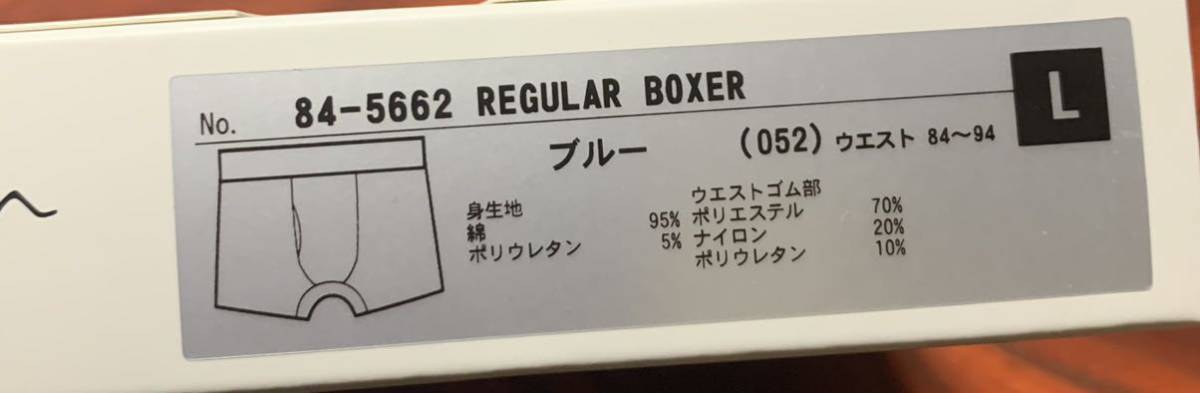 No. 84-5662 REGULAR BOXER
L
ブルー (052) ウエスト 84～94
身生地
綿 95%
ポリウレタン 5%
ウエストゴム部
ポリエステル 70%
ナイロン 20%
ポリウレタン 10%
へ